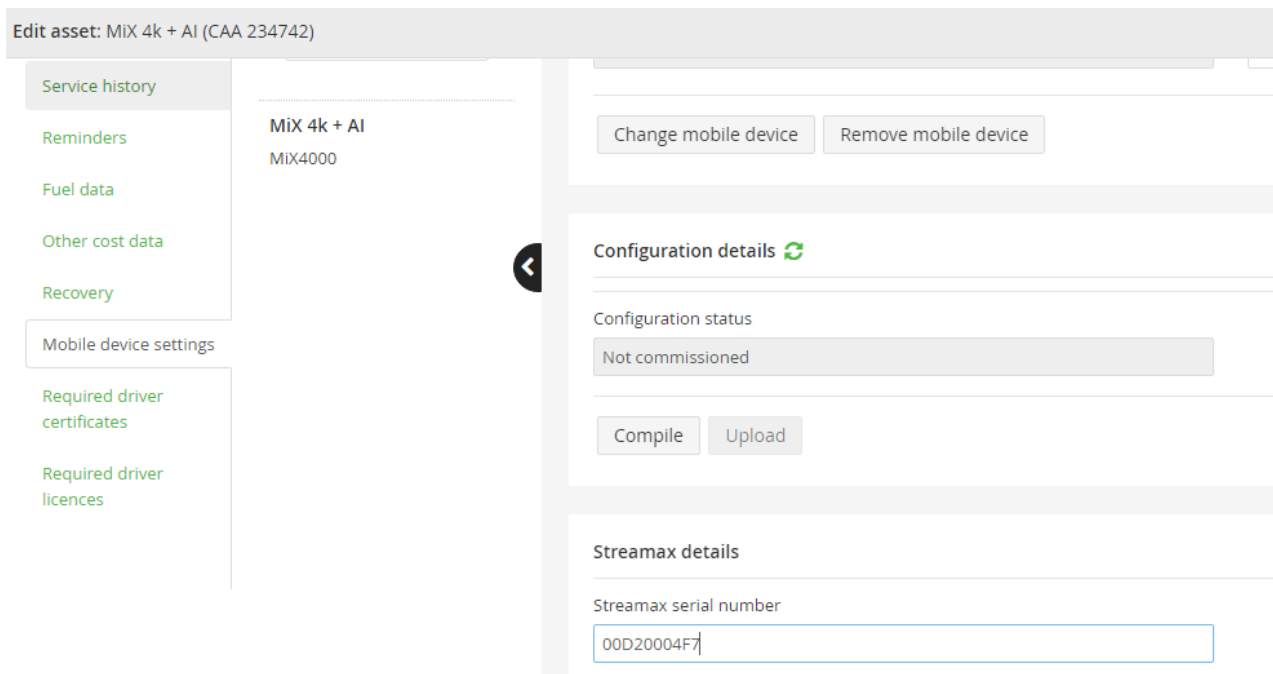 Edit asset: MiX 4k + AI (CAA 234742)
Service history
Reminders
Fuel data
Other cost data
Recovery
Mobile device settings
Required driver
certificates
Required driver
licences
MiX 4k + AI
MiX4000
Change mobile device
Remove mobile device
Configuration details
Configuration status
Not commissioned
Compile
Upload
Streamax details
Streamax serial number
00D20004F7